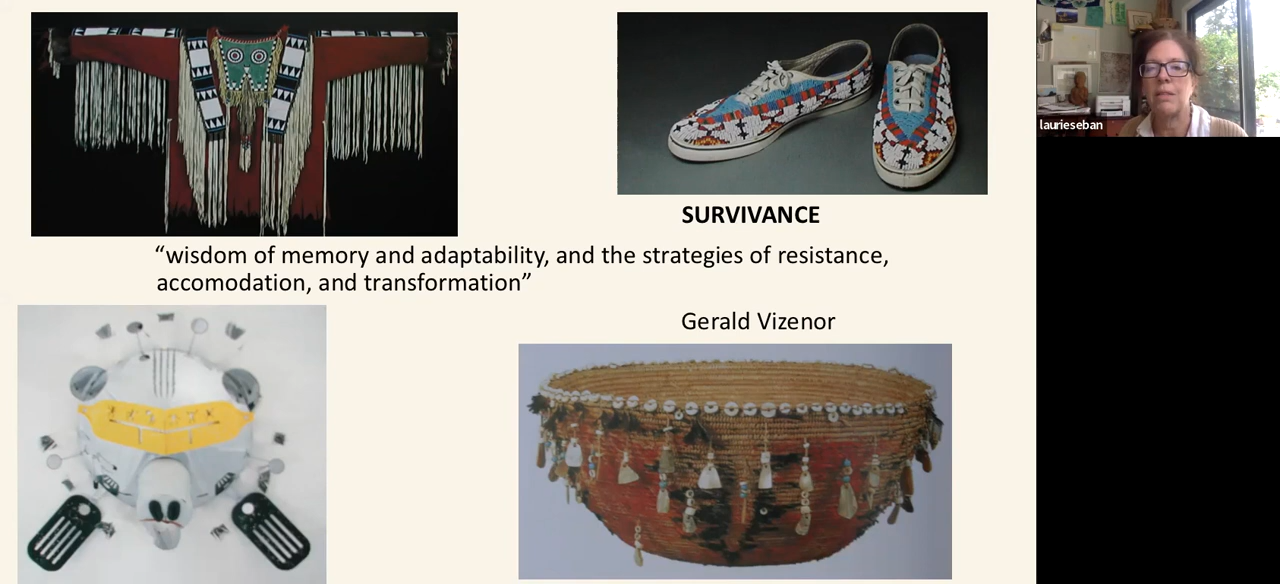 laurieseban
SURVIVANCE
“wisdom of memory and adaptability, and the strategies of resistance,
accomodation, and transformation”
Gerald Vizenor